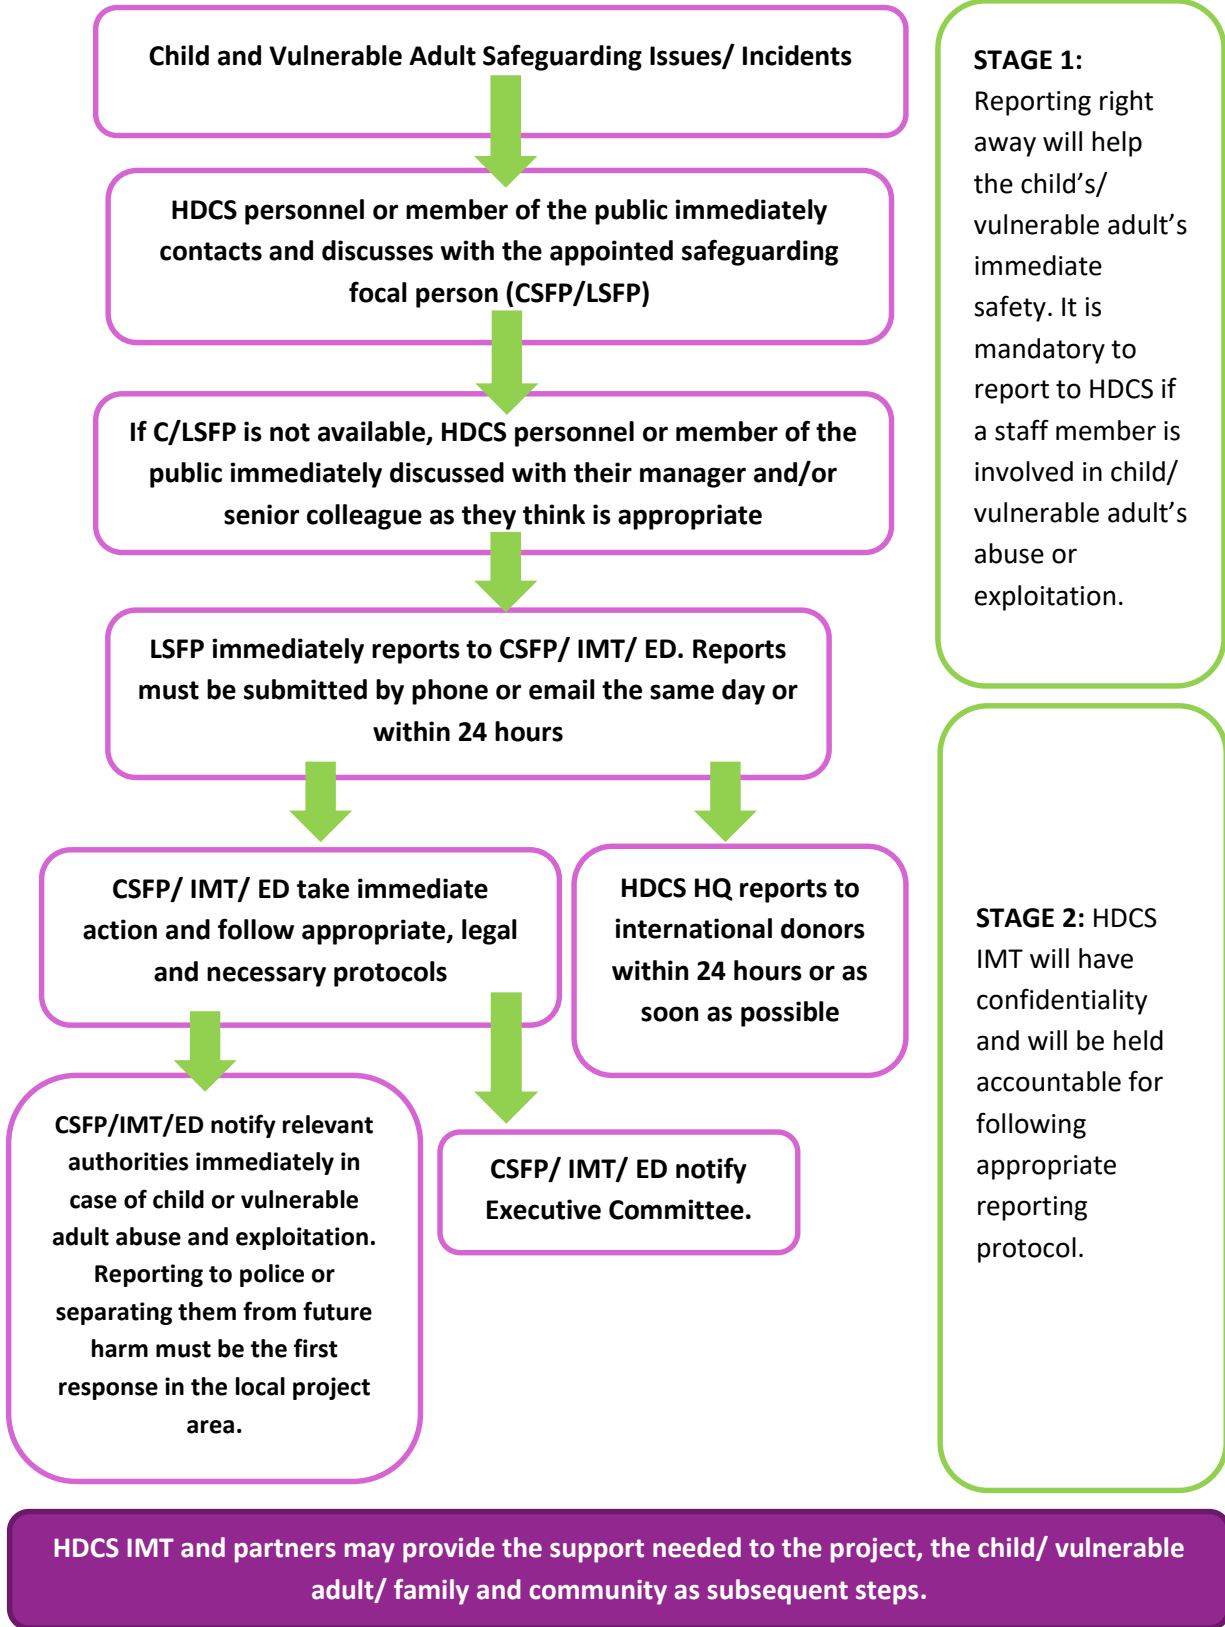 Child and Vulnerable Adult Safeguarding Issues/ Incidents
HDCS personnel or member of the public immediately
contacts and discusses with the appointed safeguarding
focal person (CSFP/LSFP)
If C/LSFP is not available, HDCS personnel or member of the
public immediately discussed with their manager and/or
senior colleague as they think is appropriate
LSFP immediately reports to CSFP/ IMT/ ED. Reports
must be submitted by phone or email the same day or
within 24 hours
CSFP/ IMT/ ED take immediate
action and follow appropriate, legal
and necessary protocols
HDCS HQ reports to
international donors
within 24 hours or as
soon as possible
CSFP/IMT/ED notify relevant
authorities immediately in
case of child or vulnerable
adult abuse and exploitation.
Reporting to police or
separating them from future
harm must be the first
response in the local project
area.
CSFP/ IMT/ ED notify
Executive Committee.
STAGE 1:
Reporting right
away will help
the child’s/
vulnerable adult’s
immediate
safety. It is
mandatory to
report to HDCS if
a staff member is
involved in child/
vulnerable adult’s
abuse or
exploitation.
STAGE 2: HDCS
IMT will have
confidentiality
and will be held
accountable for
following
appropriate
reporting
protocol.
HDCS IMT and partners may provide the support needed to the project, the child/ vulnerable
adult/ family and community as subsequent steps.